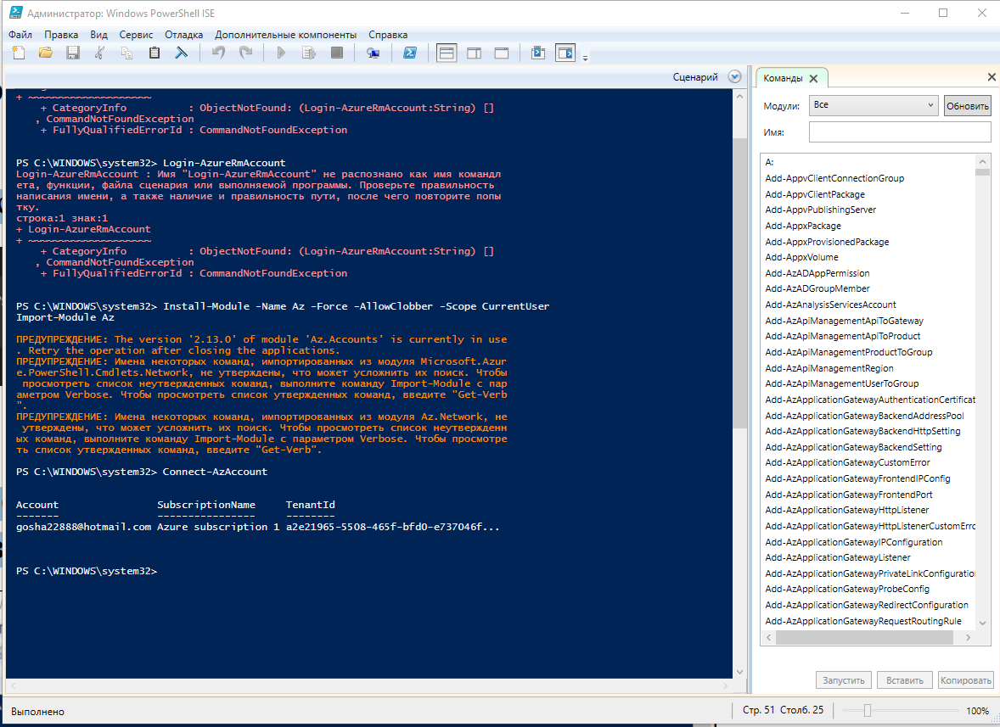 Администратор: Windows PowerShell ISE
Файл Правка Вид Сервис Отладка Дополнительные компоненты Справка
Сценарий
+ ~~~~~~~~~~~~~~~~~~~~
+ CategoryInfo : ObjectNotFound: (Login-AzureRmAccount:String) []
, CommandNotFoundException
+ FullyQualifiedErrorId : CommandNotFoundException
PS C:\WINDOWS\system32> Login-AzureRmAccount
Login-AzureRmAccount : Имя "Login-AzureRmAccount" не распознано как имя командл
ета, функции, файла сценария или выполняемой программы. Проверьте правильность
написания имени, а также наличие и правильность пути, после чего повторите попы
тку.
строка:1 знак:1
+ Login-AzureRmAccount
+ ~~~~~~~~~~~~~~~~~~~~
+ CategoryInfo : ObjectNotFound: (Login-AzureRmAccount:String) []
, CommandNotFoundException
+ FullyQualifiedErrorId : CommandNotFoundException
PS C:\WINDOWS\system32> Install-Module -Name Az -Force -AllowClobber -Scope CurrentUser
Import-Module Az
ПРЕДУПРЕЖДЕНИЕ: The version '2.13.0' of module 'Az.Accounts' is currently in use
. Retry the operation after closing the applications.
ПРЕДУПРЕЖДЕНИЕ: Имена некоторых команд, импортированных из модуля Microsoft.Azur
e.PowerShell.Cmdlets.Network, не утверждены, что может усложнить их поиск. Чтобы
просмотреть список неутвержденных команд, выполните команду Import-Module с пар
аметром Verbose. Чтобы просмотреть список утвержденных команд, введите "Get-Verb
".
ПРЕДУПРЕЖДЕНИЕ: Имена некоторых команд, импортированных из модуля Az.Network, не
утверждены, что может усложнить их поиск. Чтобы просмотреть список неутвержденн
ых команд, выполните команду Import-Module с параметром Verbose. Чтобы просмотре
ть список утвержденных команд, введите "Get-Verb".
PS C:\WINDOWS\system32> Connect-AzAccount
Account SubscriptionName TenantId
------- ---------------- --------
gosha22888@hotmail.com Azure subscription 1 a2e21965-5508-465f-bfd0-e737046f...
PS C:\WINDOWS\system32>
Команды
Модули: Все Обновить
Имя:
A:
Add-AppvClientConnectionGroup
Add-AppvClientPackage
Add-AppvPublishingServer
Add-AppxPackage
Add-AppxProvisionedPackage
Add-AppxVolume
Add-AzADAppPermission
Add-AzADGroupMember
Add-AzAnalysisServicesAccount
Add-AzApiManagementApiToGateway
Add-AzApiManagementApiToProduct
Add-AzApiManagementProductToGroup
Add-AzApiManagementRegion
Add-AzApiManagementUserToGroup
Add-AzApplicationGatewayAuthenticationCertificat
Add-AzApplicationGatewayBackendAddressPool
Add-AzApplicationGatewayBackendHttpSetting
Add-AzApplicationGatewayBackendSetting
Add-AzApplicationGatewayCustomError
Add-AzApplicationGatewayFrontendIPConfig
Add-AzApplicationGatewayFrontendPort
Add-AzApplicationGatewayHttpListener
Add-AzApplicationGatewayHttpListenerCustomErrc
Add-AzApplicationGatewayIPConfiguration
Add-AzApplicationGatewayListener
Add-AzApplicationGatewayPrivateLinkConfiguration
Add-AzApplicationGatewayProbeConfig
Add-AzApplicationGatewayRedirectConfiguration
Add-AzApplicationGatewayRequestRoutingRule
Запустить Вставить Копировать
Выполнено Стр. 51 Столб. 25 100%